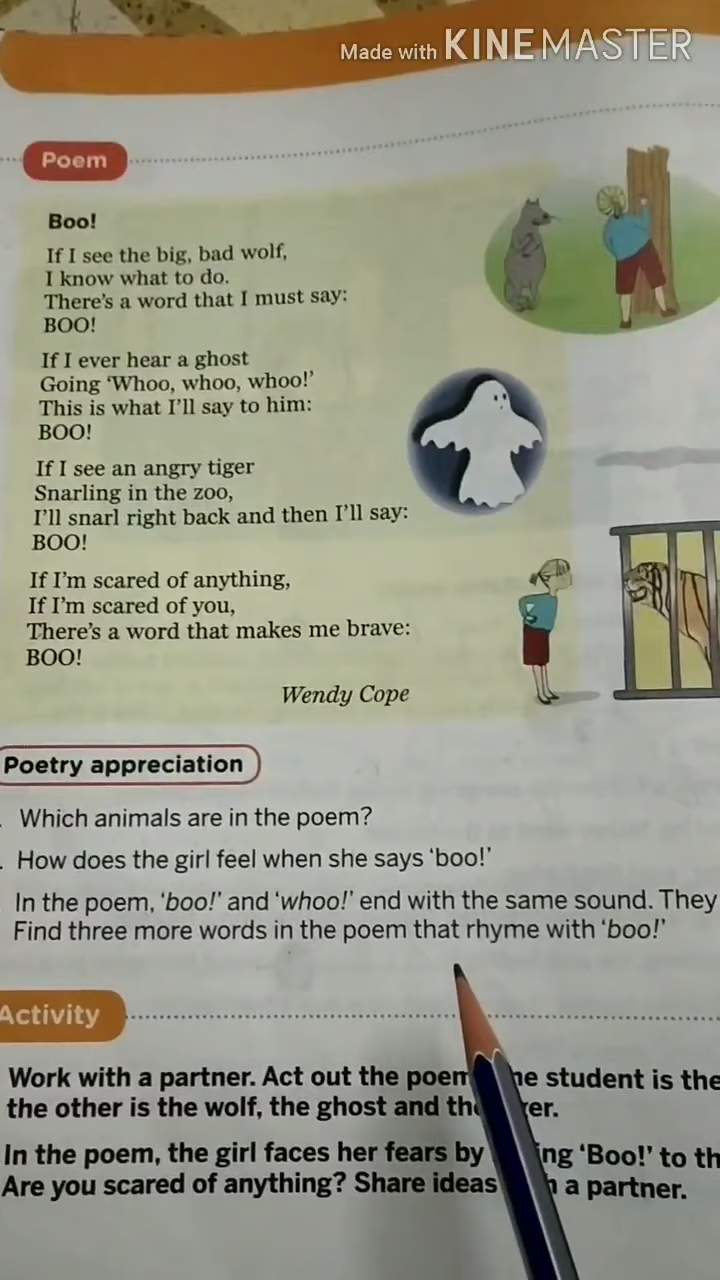 Made with KINEMASTER
Poem
Boo!
If I see the big, bad wolf,
I know what to do.
There's a word that I must say:
BOO!
If I ever hear a ghost
Going 'Whoo, whoo, whoo!'
This is what I'll say to him:
BOO!
If I see an angry tiger
Snarling in the zoo,
I'll snarl right back and then I'll say:
BOO!
If I'm scared of anything,
If I'm scared of you,
There's a word that makes me brave:
BOO!
Wendy Cope
Poetry appreciation
Which animals are in the poem?
How does the girl feel when she says 'boo!'
In the poem, 'boo!' and 'whoo!' end with the same sound. They
Find three more words in the poem that rhyme with 'boo!'
Activity
Work with a partner. Act out the poem student is the
the other is the wolf, the ghost and
In the poem, the girl faces her fears by 'Boo!' to
Are you scared of anything? Share ideas a partner.